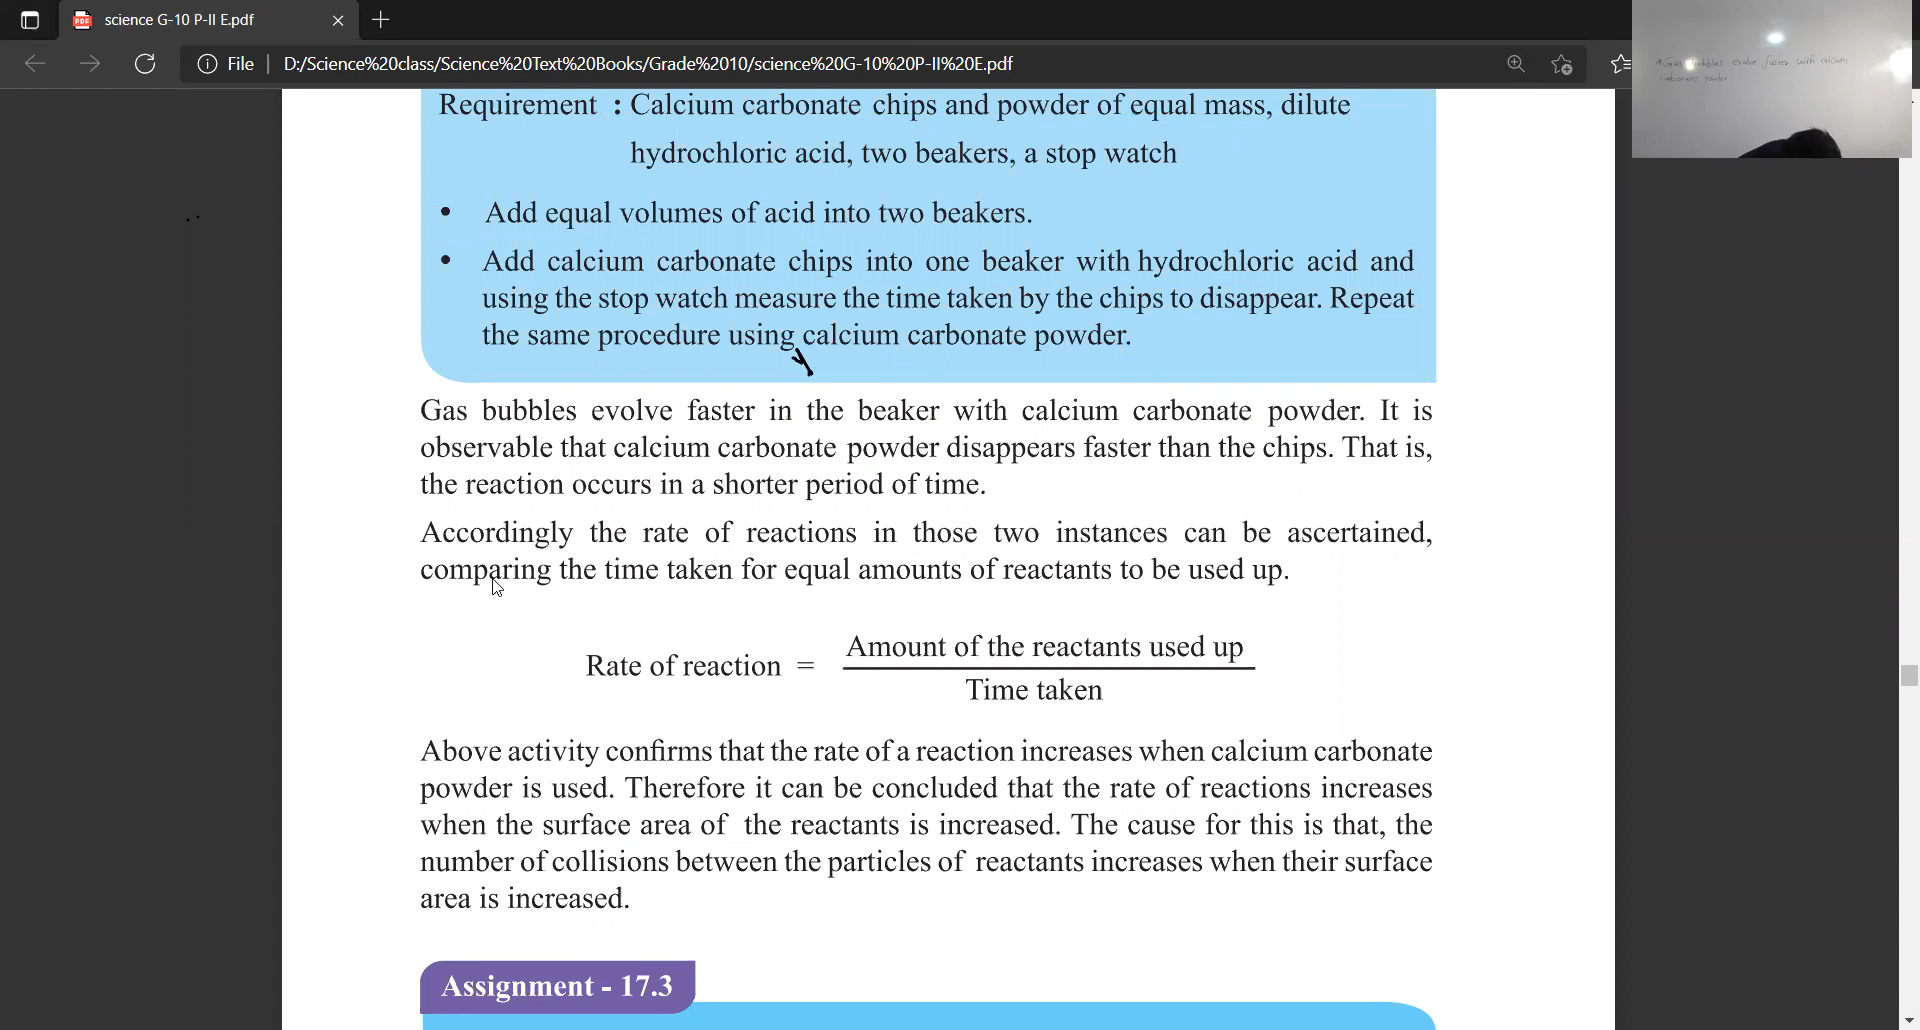 science G-10 P-II E.pdf
File
D:/Science%20class/Science%20Text%20Books/Grade%2010/science%20G-10%20P-II%20E.pdf
*Gas bubbles evolve faster with calcium
carbonate powder
Requirement : Calcium carbonate chips and powder of equal mass, dilute
hydrochloric acid, two beakers, a stop watch
• Add equal volumes of acid into two beakers.
• Add calcium carbonate chips into one beaker with hydrochloric acid and
using the stop watch measure the time taken by the chips to disappear. Repeat
the same procedure using calcium carbonate powder.
Gas bubbles evolve faster in the beaker with calcium carbonate powder. It is
observable that calcium carbonate powder disappears faster than the chips. That is,
the reaction occurs in a shorter period of time.
Accordingly the rate of reactions in those two instances can be ascertained,
comparing the time taken for equal amounts of reactants to be used up.
Rate of reaction = Amount of the reactants used up
Time taken
Above activity confirms that the rate of a reaction increases when calcium carbonate
powder is used. Therefore it can be concluded that the rate of reactions increases
when the surface area of the reactants is increased. The cause for this is that, the
number of collisions between the particles of reactants increases when their surface
area is increased.
Assignment - 17.3